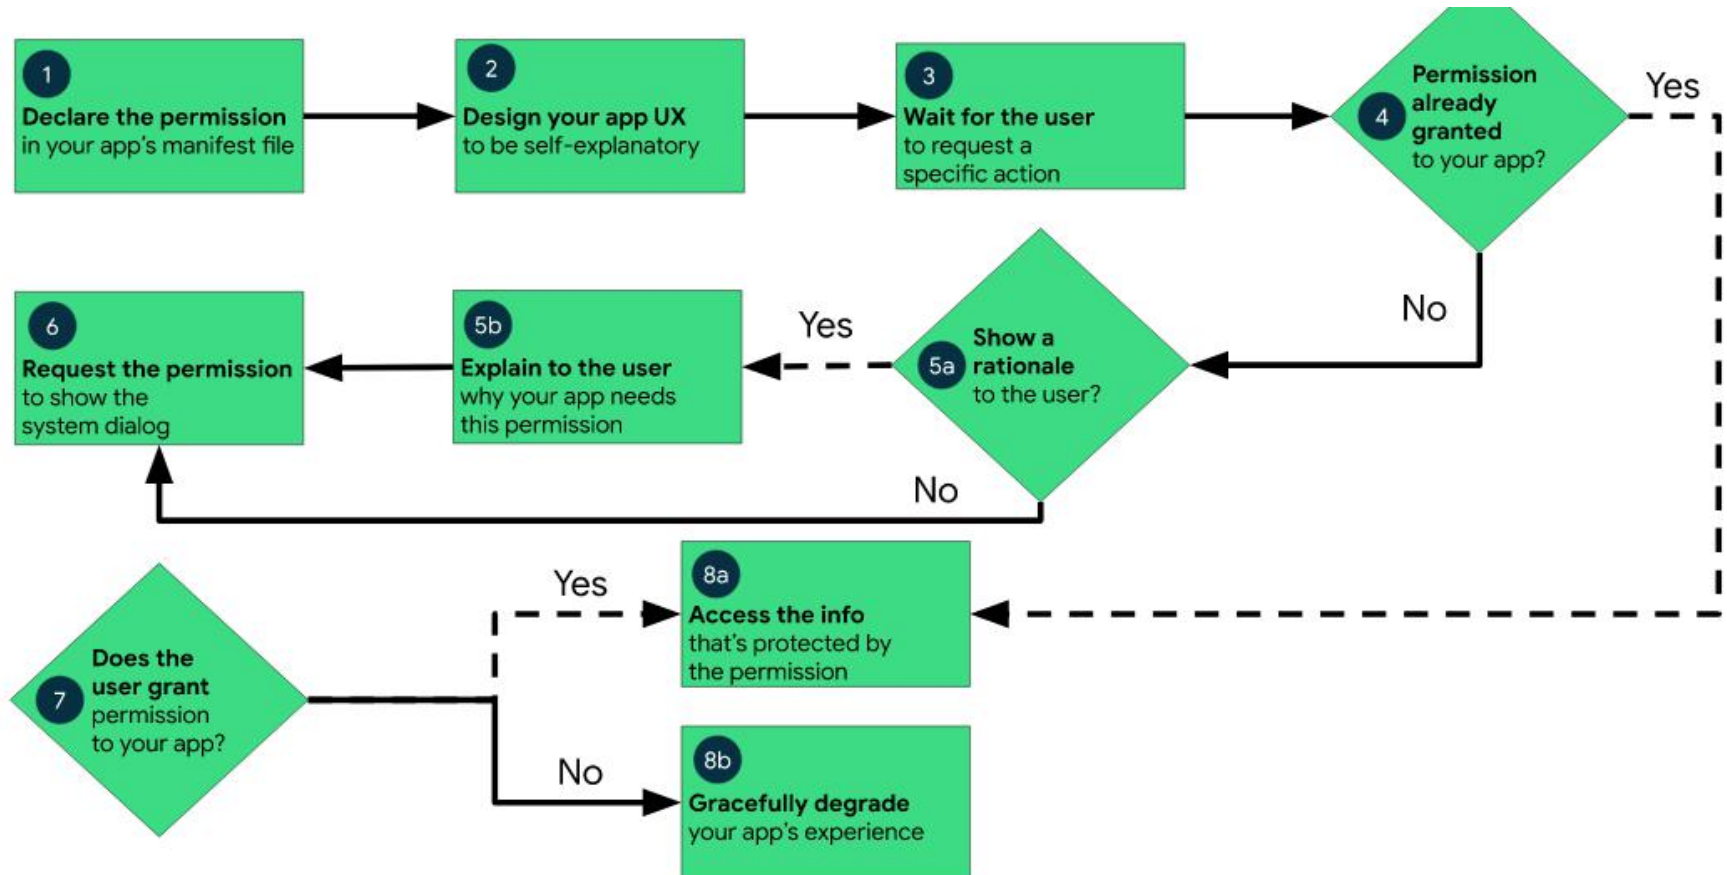 1
Declare the permission
in your app's manifest file
2
Design your app UX
to be self-explanatory
3
Wait for the user
to request a
specific action
4
Permission
already
granted
to your app?
Yes
No
5a
Show a
rationale
to the user?
Yes
No
5b
Explain to the user
why your app needs
this permission
6
Request the permission
to show the
system dialog
7
Does the
user grant
permission
to your app?
Yes
No
8a
Access the info
that's protected by
the permission
8b
Gracefully degrade
your app's experience